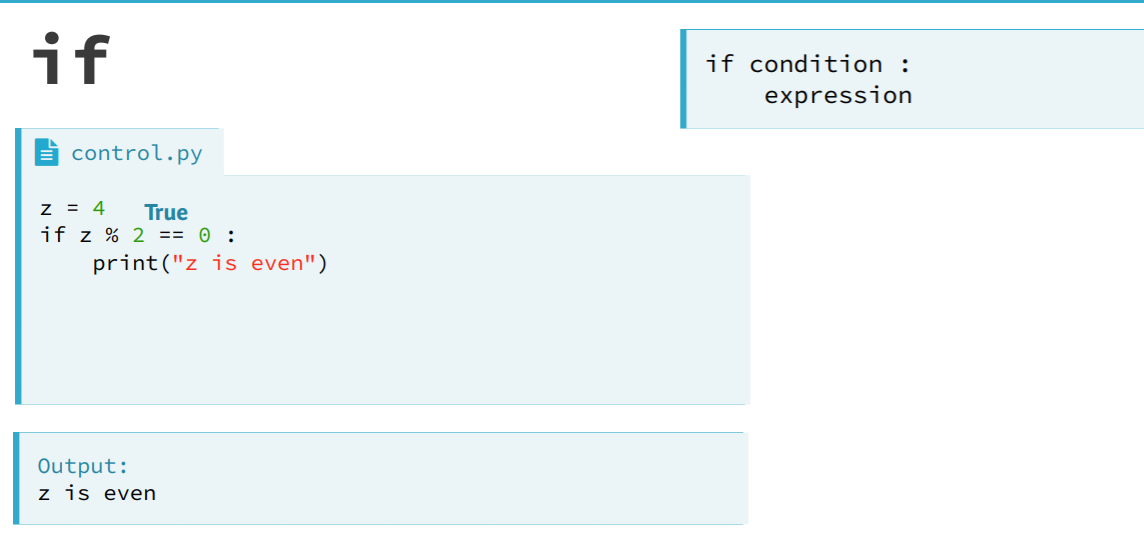 if
if condition :
    expression
control.py
z = 4
True
if z % 2 == 0 :
    print("z is even")
Output:
z is even